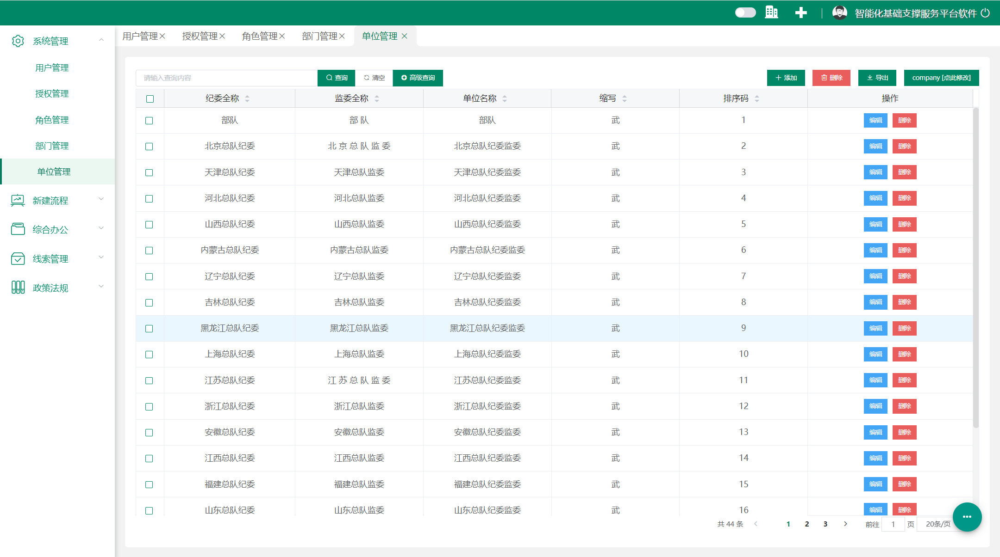 智能化基础支撑服务平台软件
用户管理 授权管理 角色管理 部门管理 单位管理
系统管理
用户管理
授权管理
角色管理
部门管理
单位管理
新建流程
综合办公
线索管理
政策法规
请输入查询内容 查询 清空 高级查询 添加 删除 导出 company [点此修改]
纪委全称 监委全称 单位名称 缩写 排序码 操作
部队 部 队 部队 武 1 编辑 删除
北京总队纪委 北 京 总 队 监 委 北京总队纪委监委 武 2 编辑 删除
天津总队纪委 天津总队监委 天津总队纪委监委 武 3 编辑 删除
河北总队纪委 河北总队监委 河北总队纪委监委 武 4 编辑 删除
山西总队纪委 山西总队监委 山西总队纪委监委 武 5 编辑 删除
内蒙古总队纪委 内蒙古总队监委 内蒙古总队纪委监委 武 6 编辑 删除
辽宁总队纪委 辽宁总队监委 辽宁总队纪委监委 武 7 编辑 删除
吉林总队纪委 吉林总队监委 吉林总队纪委监委 武 8 编辑 删除
黑龙江总队纪委 黑龙江总队监委 黑龙江总队纪委监委 武 9 编辑 删除
上海总队纪委 上海总队监委 上海总队纪委监委 武 10 编辑 删除
江苏总队纪委 江 苏 总 队 监 委 江苏总队纪委监委 武 11 编辑 删除
浙江总队纪委 浙江总队监委 浙江总队纪委监委 武 12 编辑 删除
安徽总队纪委 安徽总队监委 安徽总队纪委监委 武 13 编辑 删除
江西总队纪委 江西总队监委 江西总队纪委监委 武 14 编辑 删除
福建总队纪委 福建总队监委 福建总队纪委监委 武 15 编辑 删除
山东总队纪委 山东总队监委 山东总队纪委监委 武 16 编辑 删除
共 44 条 1 2 3 前往 1 页 20条/页